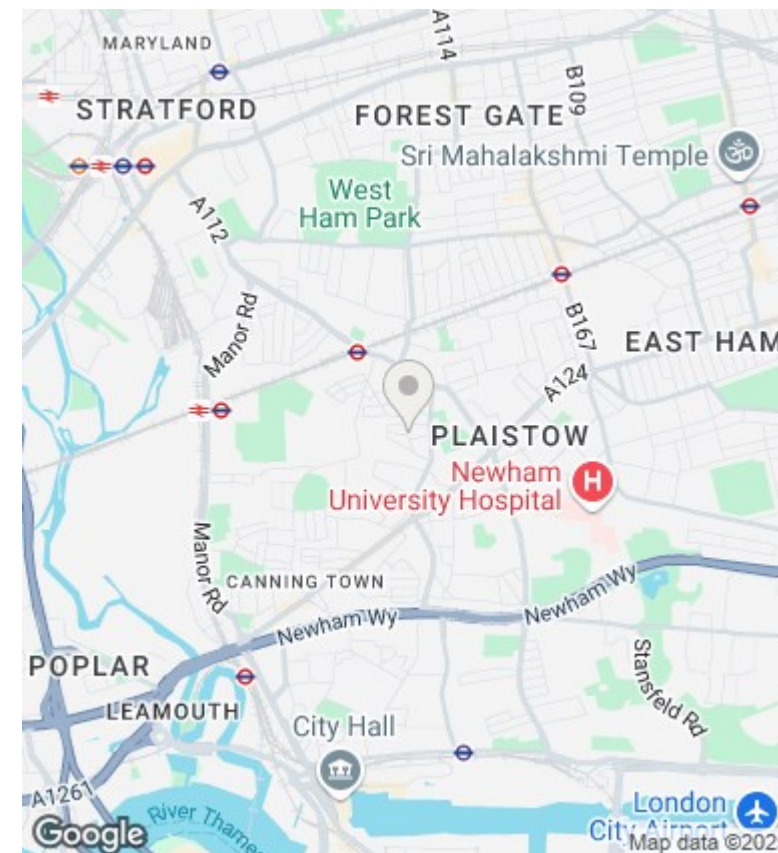 MARYLAND
A114
B109
STRATFORD
FOREST GATE
Sri Mahalakshmi Temple
West
Ham Park
A112
Manor Rd
B167
EAST HAM
A124
PLAISTOW
Newham
University Hospital
H
Manor Rd
CANNING TOWN
Newham Wy
Newham Wy
POPLAR
Stansfeld Rd
LEAMOUTH
City Hall
A1261
River Thames
London
City Airport
Google
Map data ©202